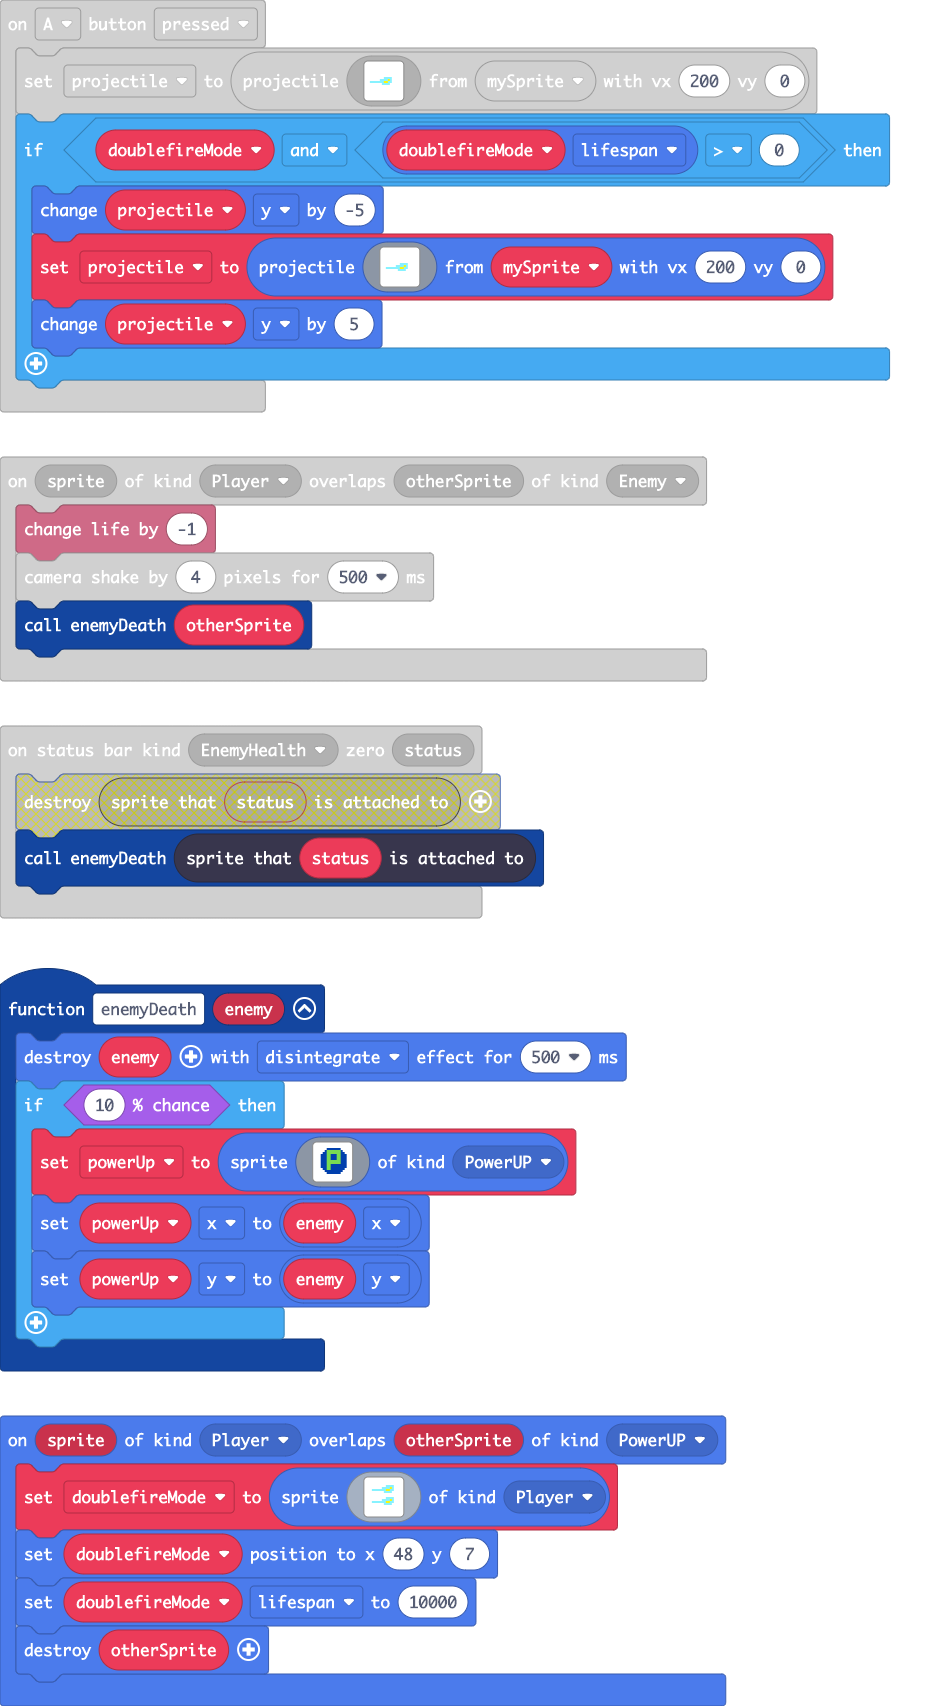 on A button pressed
set projectile to projectile from mySprite with vx 200 vy 0
if doublefireMode and doublefireMode lifespan > 0 then
change projectile y by -5
set projectile to projectile from mySprite with vx 200 vy 0
change projectile y by 5
on sprite of kind Player overlaps otherSprite of kind Enemy
change life by -1
camera shake by 4 pixels for 500 ms
call enemyDeath otherSprite
on status bar kind EnemyHealth zero status
destroy sprite that status is attached to
call enemyDeath sprite that status is attached to
function enemyDeath enemy
destroy enemy with disintegrate effect for 500 ms
if 10 % chance then
set powerUp to sprite P of kind PowerUP
set powerUp x to enemy x
set powerUp y to enemy y
on sprite of kind Player overlaps otherSprite of kind PowerUP
set doublefireMode to sprite of kind Player
set doublefireMode position to x 48 y 7
set doublefireMode lifespan to 10000
destroy otherSprite